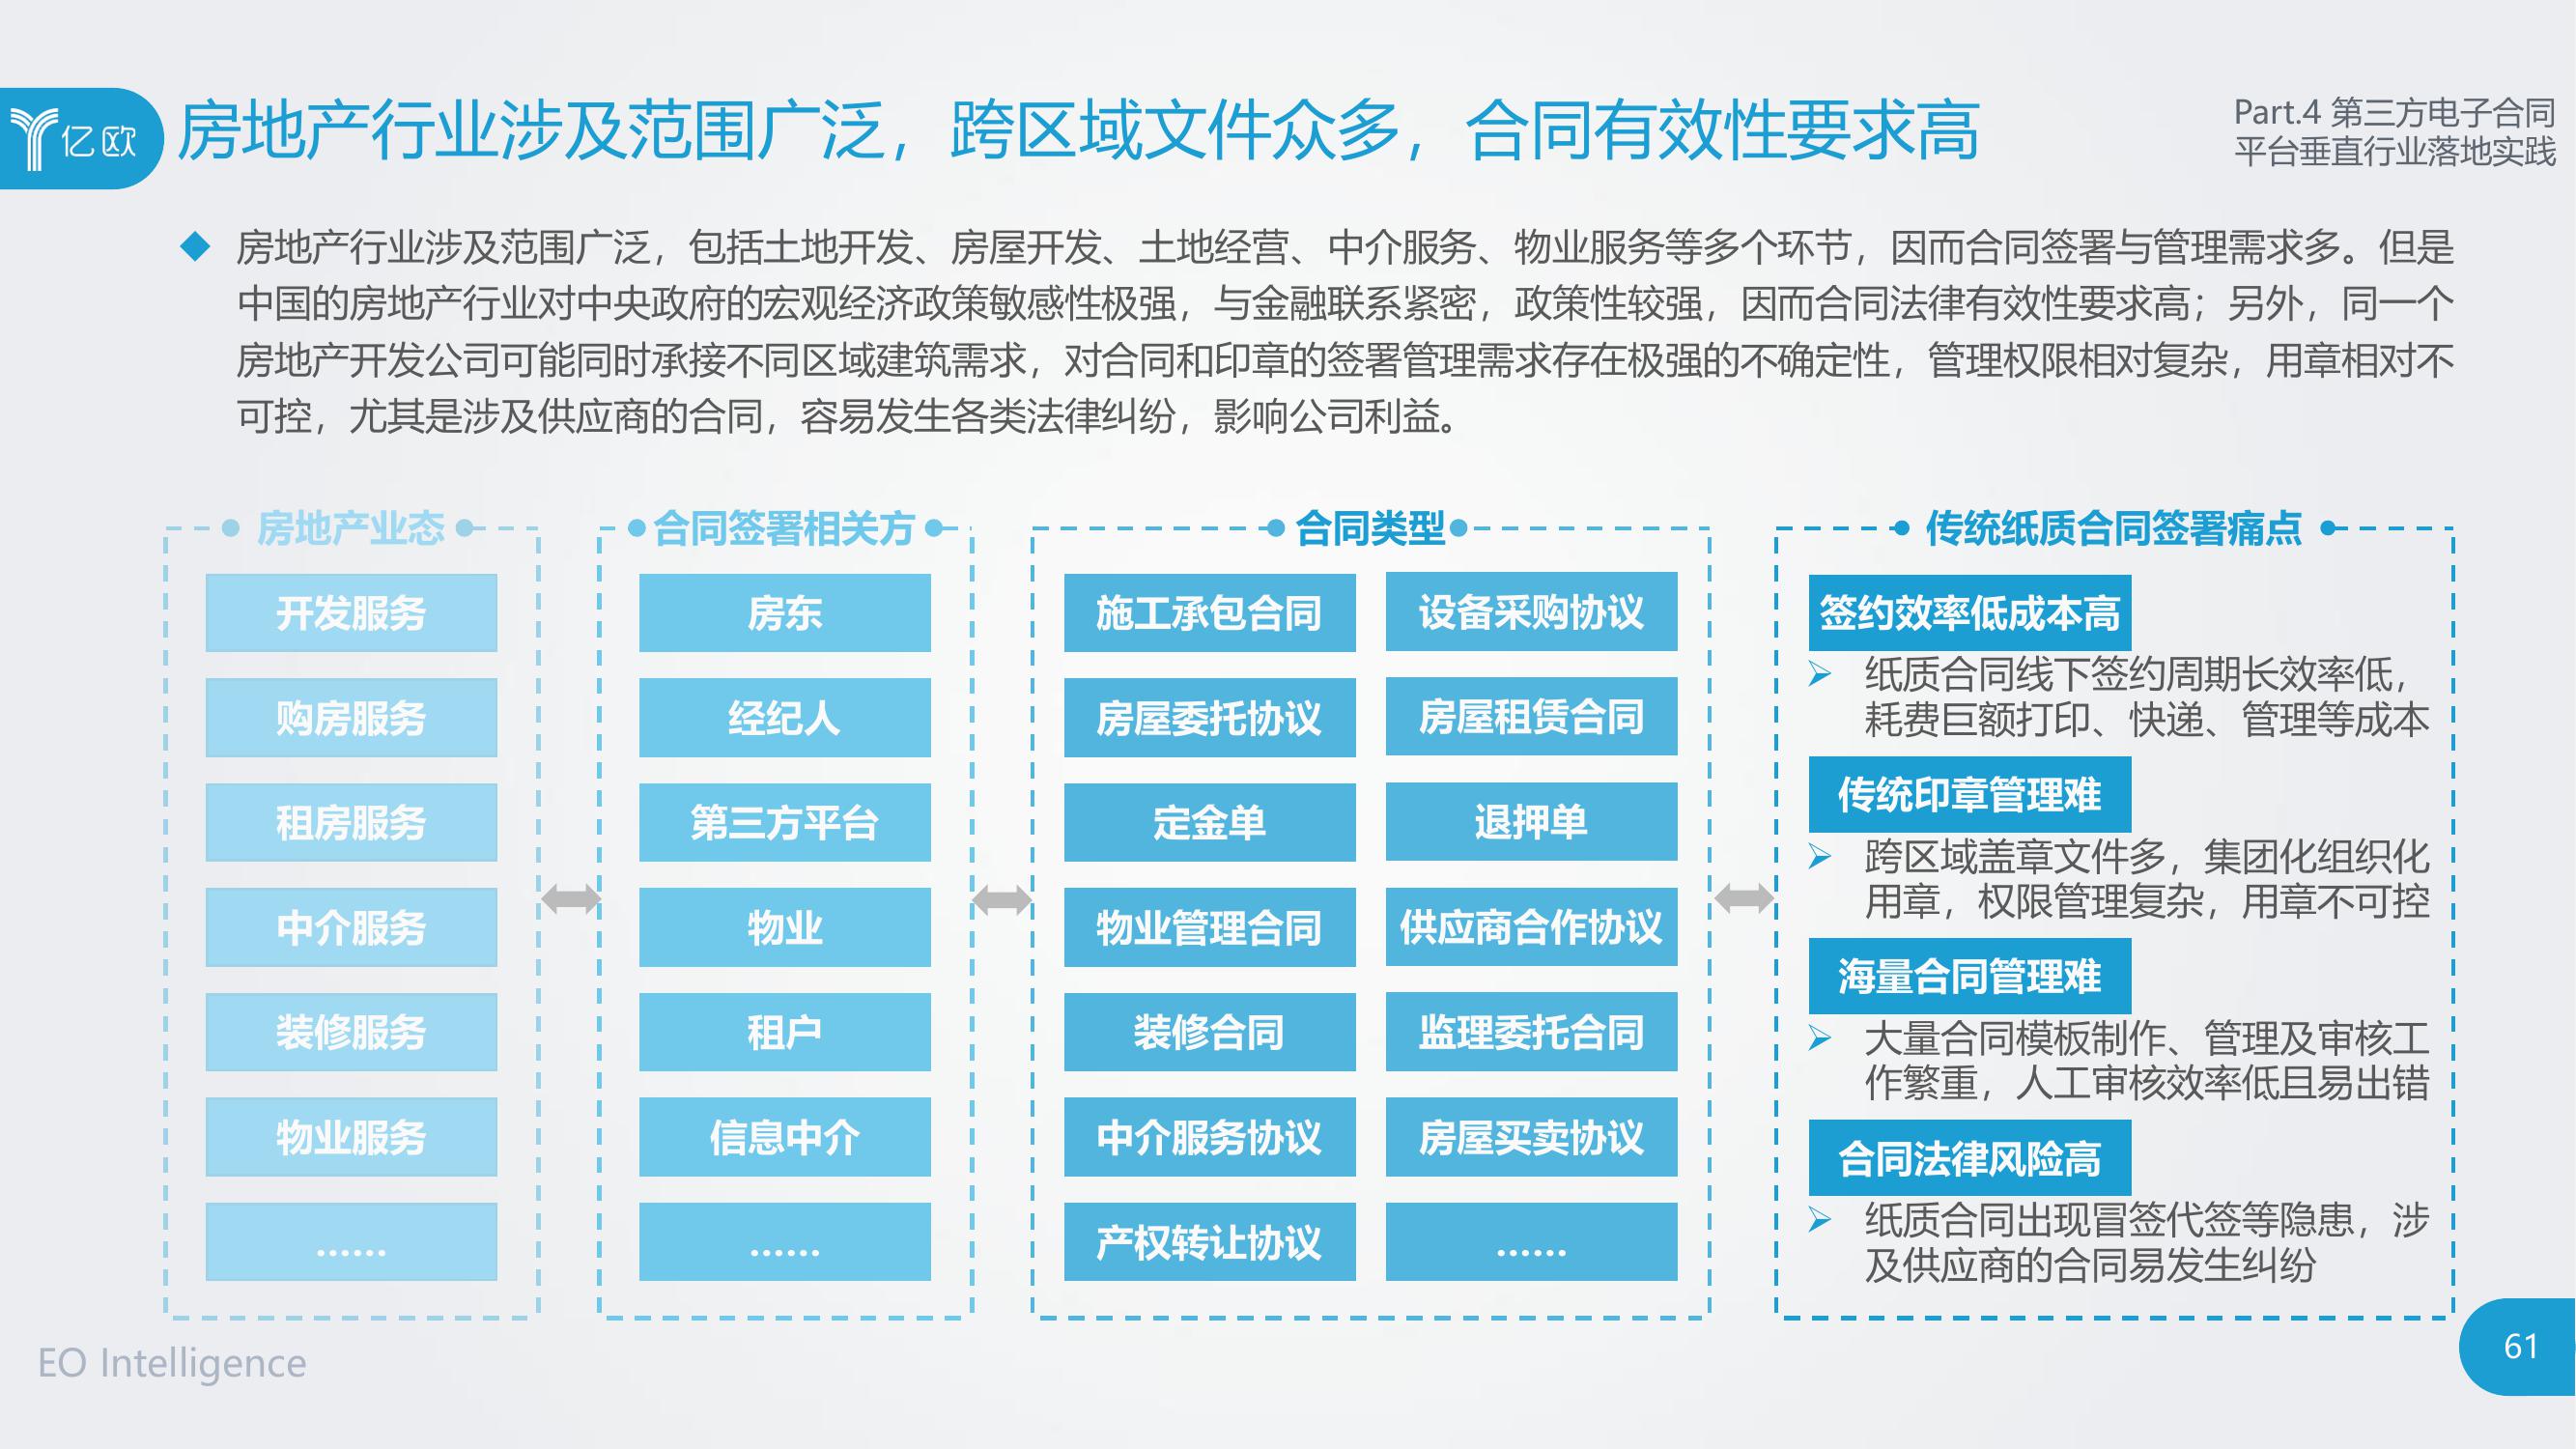 亿欧
房地产行业涉及范围广泛，跨区域文件众多，合同有效性要求高
Part.4 第三方电子合同
平台垂直行业落地实践
◆ 房地产行业涉及范围广泛，包括土地开发、房屋开发、土地经营、中介服务、物业服务等多个环节，因而合同签署与管理需求多。但是
中国的房地产行业对中央政府的宏观经济政策敏感性极强，与金融联系紧密，政策性较强，因而合同法律有效性要求高；另外，同一个
房地产开发公司可能同时承接不同区域建筑需求，对合同和印章的签署管理需求存在极强的不确定性，管理权限相对复杂，用章相对不
可控，尤其是涉及供应商的合同，容易发生各类法律纠纷，影响公司利益。
房地产业态
开发服务
购房服务
租房服务
中介服务
装修服务
物业服务
……
合同签署相关方
房东
经纪人
第三方平台
物业
租户
信息中介
……
合同类型
施工承包合同
设备采购协议
房屋委托协议
房屋租赁合同
定金单
退押单
物业管理合同
供应商合作协议
装修合同
监理委托合同
中介服务协议
房屋买卖协议
产权转让协议
……
传统纸质合同签署痛点
签约效率低成本高
纸质合同线下签约周期长效率低，
耗费巨额打印、快递、管理等成本
传统印章管理难
跨区域盖章文件多，集团化组织化
用章，权限管理复杂，用章不可控
海量合同管理难
大量合同模板制作、管理及审核工
作繁重，人工审核效率低且易出错
合同法律风险高
纸质合同出现冒签代签等隐患，涉
及供应商的合同易发生纠纷
EO Intelligence
61